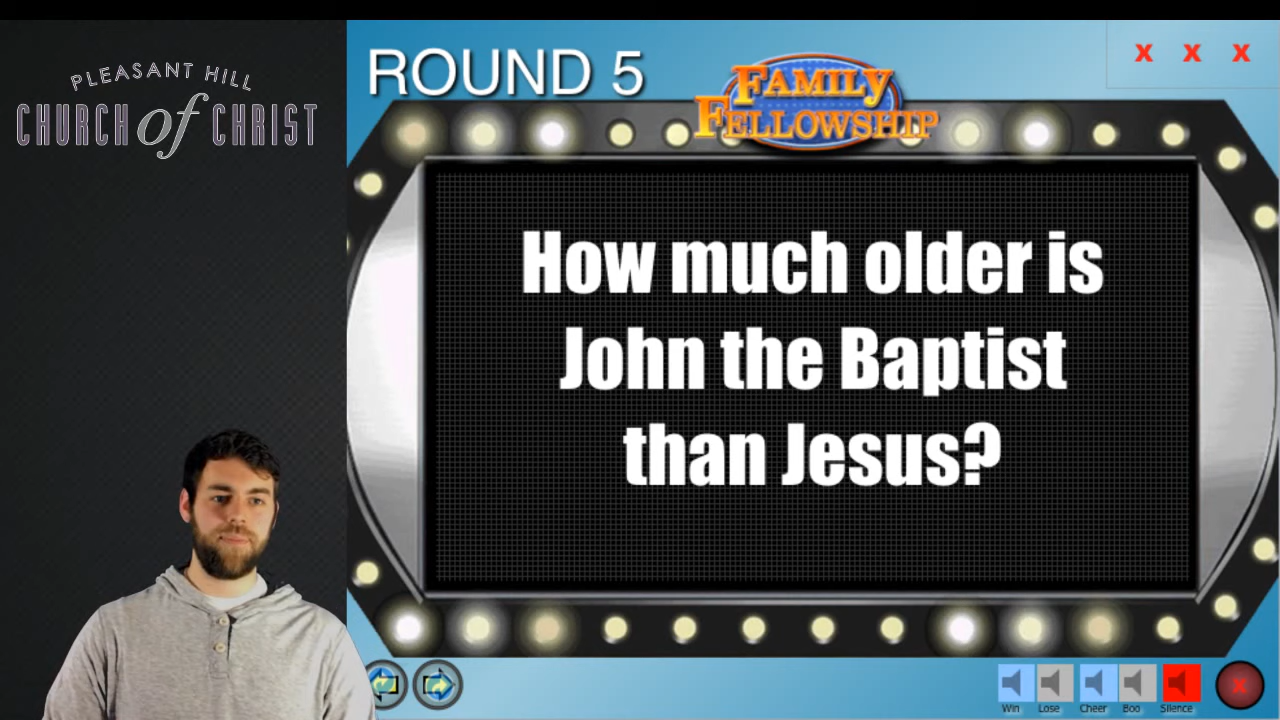 PLEASANT HILL
CHURCH of CHRIST
ROUND 5
FAMILY
FELLOWSHIP
X X X
How much older is
John the Baptist
than Jesus?
Win Lose Cheer Boo Silence
X